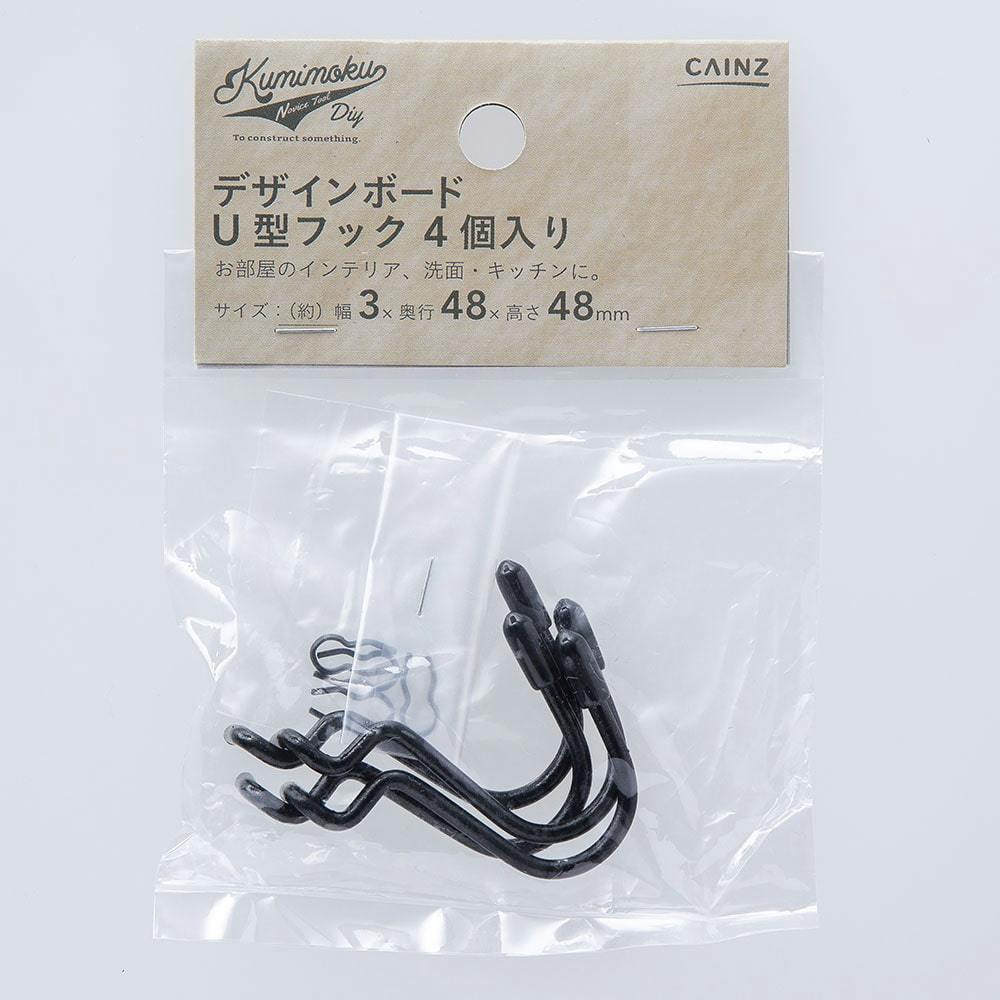 Kumimoku
Novice Tool
Diy
To construct something.
CAINZ
デザインボード
U型フック 4個入り
お部屋のインテリア、洗面・キッチンに。
サイズ：（約）幅3×奥行48×高さ48mm